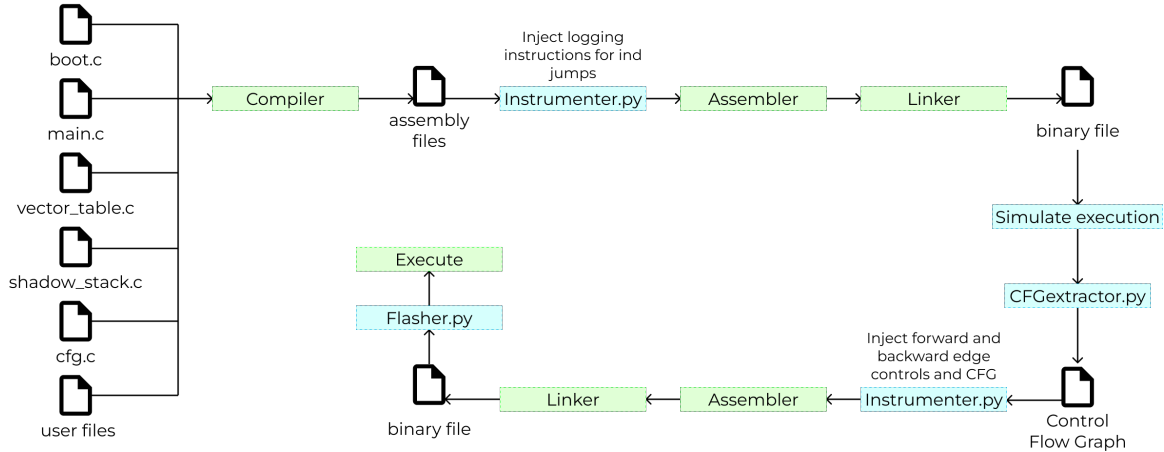 boot.c
main.c
vector_table.c
shadow_stack.c
cfg.c
user files
Compiler
assembly
files
Inject logging
instructions for ind
jumps
Instrumenter.py
Assembler
Linker
binary file
Simulate execution
CFGextractor.py
Control
Flow Graph
Inject forward and
backward edge
controls and CFG
Instrumenter.py
Assembler
Linker
binary file
Flasher.py
Execute